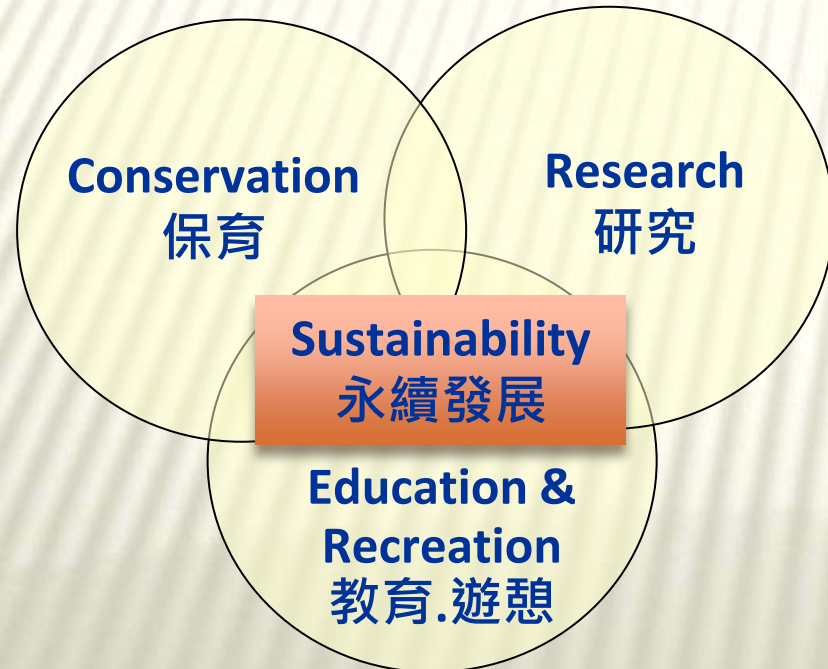 Conservation
保育
Research
研究
Sustainability
永續發展
Education &
Recreation
教育.遊憩